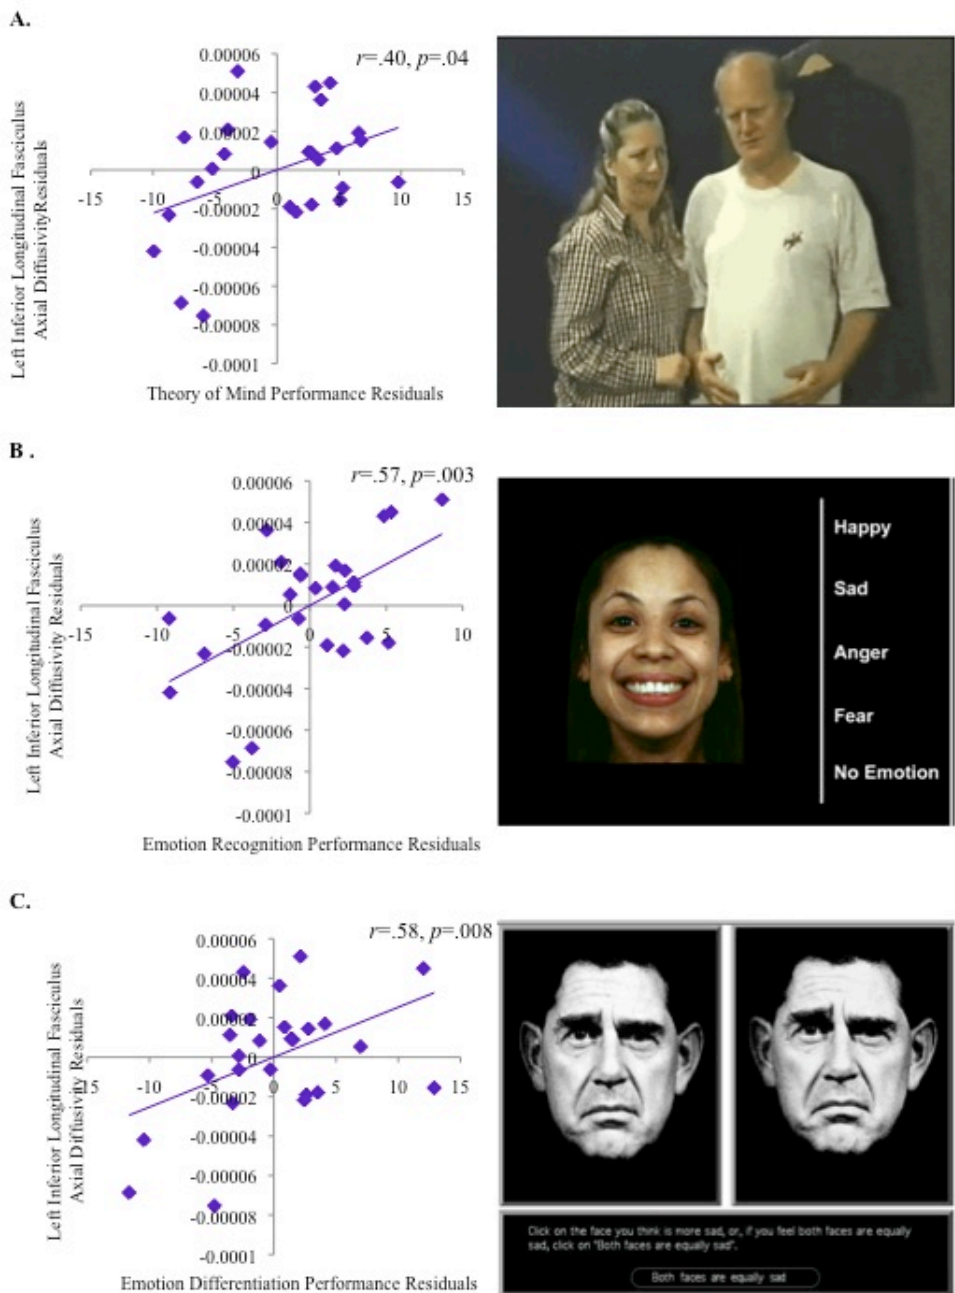 A.
r=.40, p=.04
0.00006
0.00004
0.00002
0
-0.00002
-0.00004
-0.00006
-0.00008
-0.0001
-15
-10
-5
0
5
10
15
Left Inferior Longitudinal Fasciculus
Axial DiffusivityResiduals
Theory of Mind Performance Residuals
B .
r=.57, p=.003
0.00006
0.00004
0.00002
0
-0.00002
-0.00004
-0.00006
-0.00008
-0.0001
-15
-10
-5
0
5
10
Left Inferior Longitudinal Fasciculus
Axial Diffusivity Residuals
Emotion Recognition Performance Residuals
Happy
Sad
Anger
Fear
No Emotion
C.
r=.58, p=.008
0.00006
0.00004
0.00002
0
-0.00002
-0.00004
-0.00006
-0.00008
-0.0001
-15
-10
-5
0
5
10
15
Left Inferior Longitudinal Fasciculus
Axial Diffusivity Residuals
Emotion Differentiation Performance Residuals
Click on the face you think is more sad, or, if you feel both faces are equally
sad, click on "Both faces are equally sad".
Both faces are equally sad